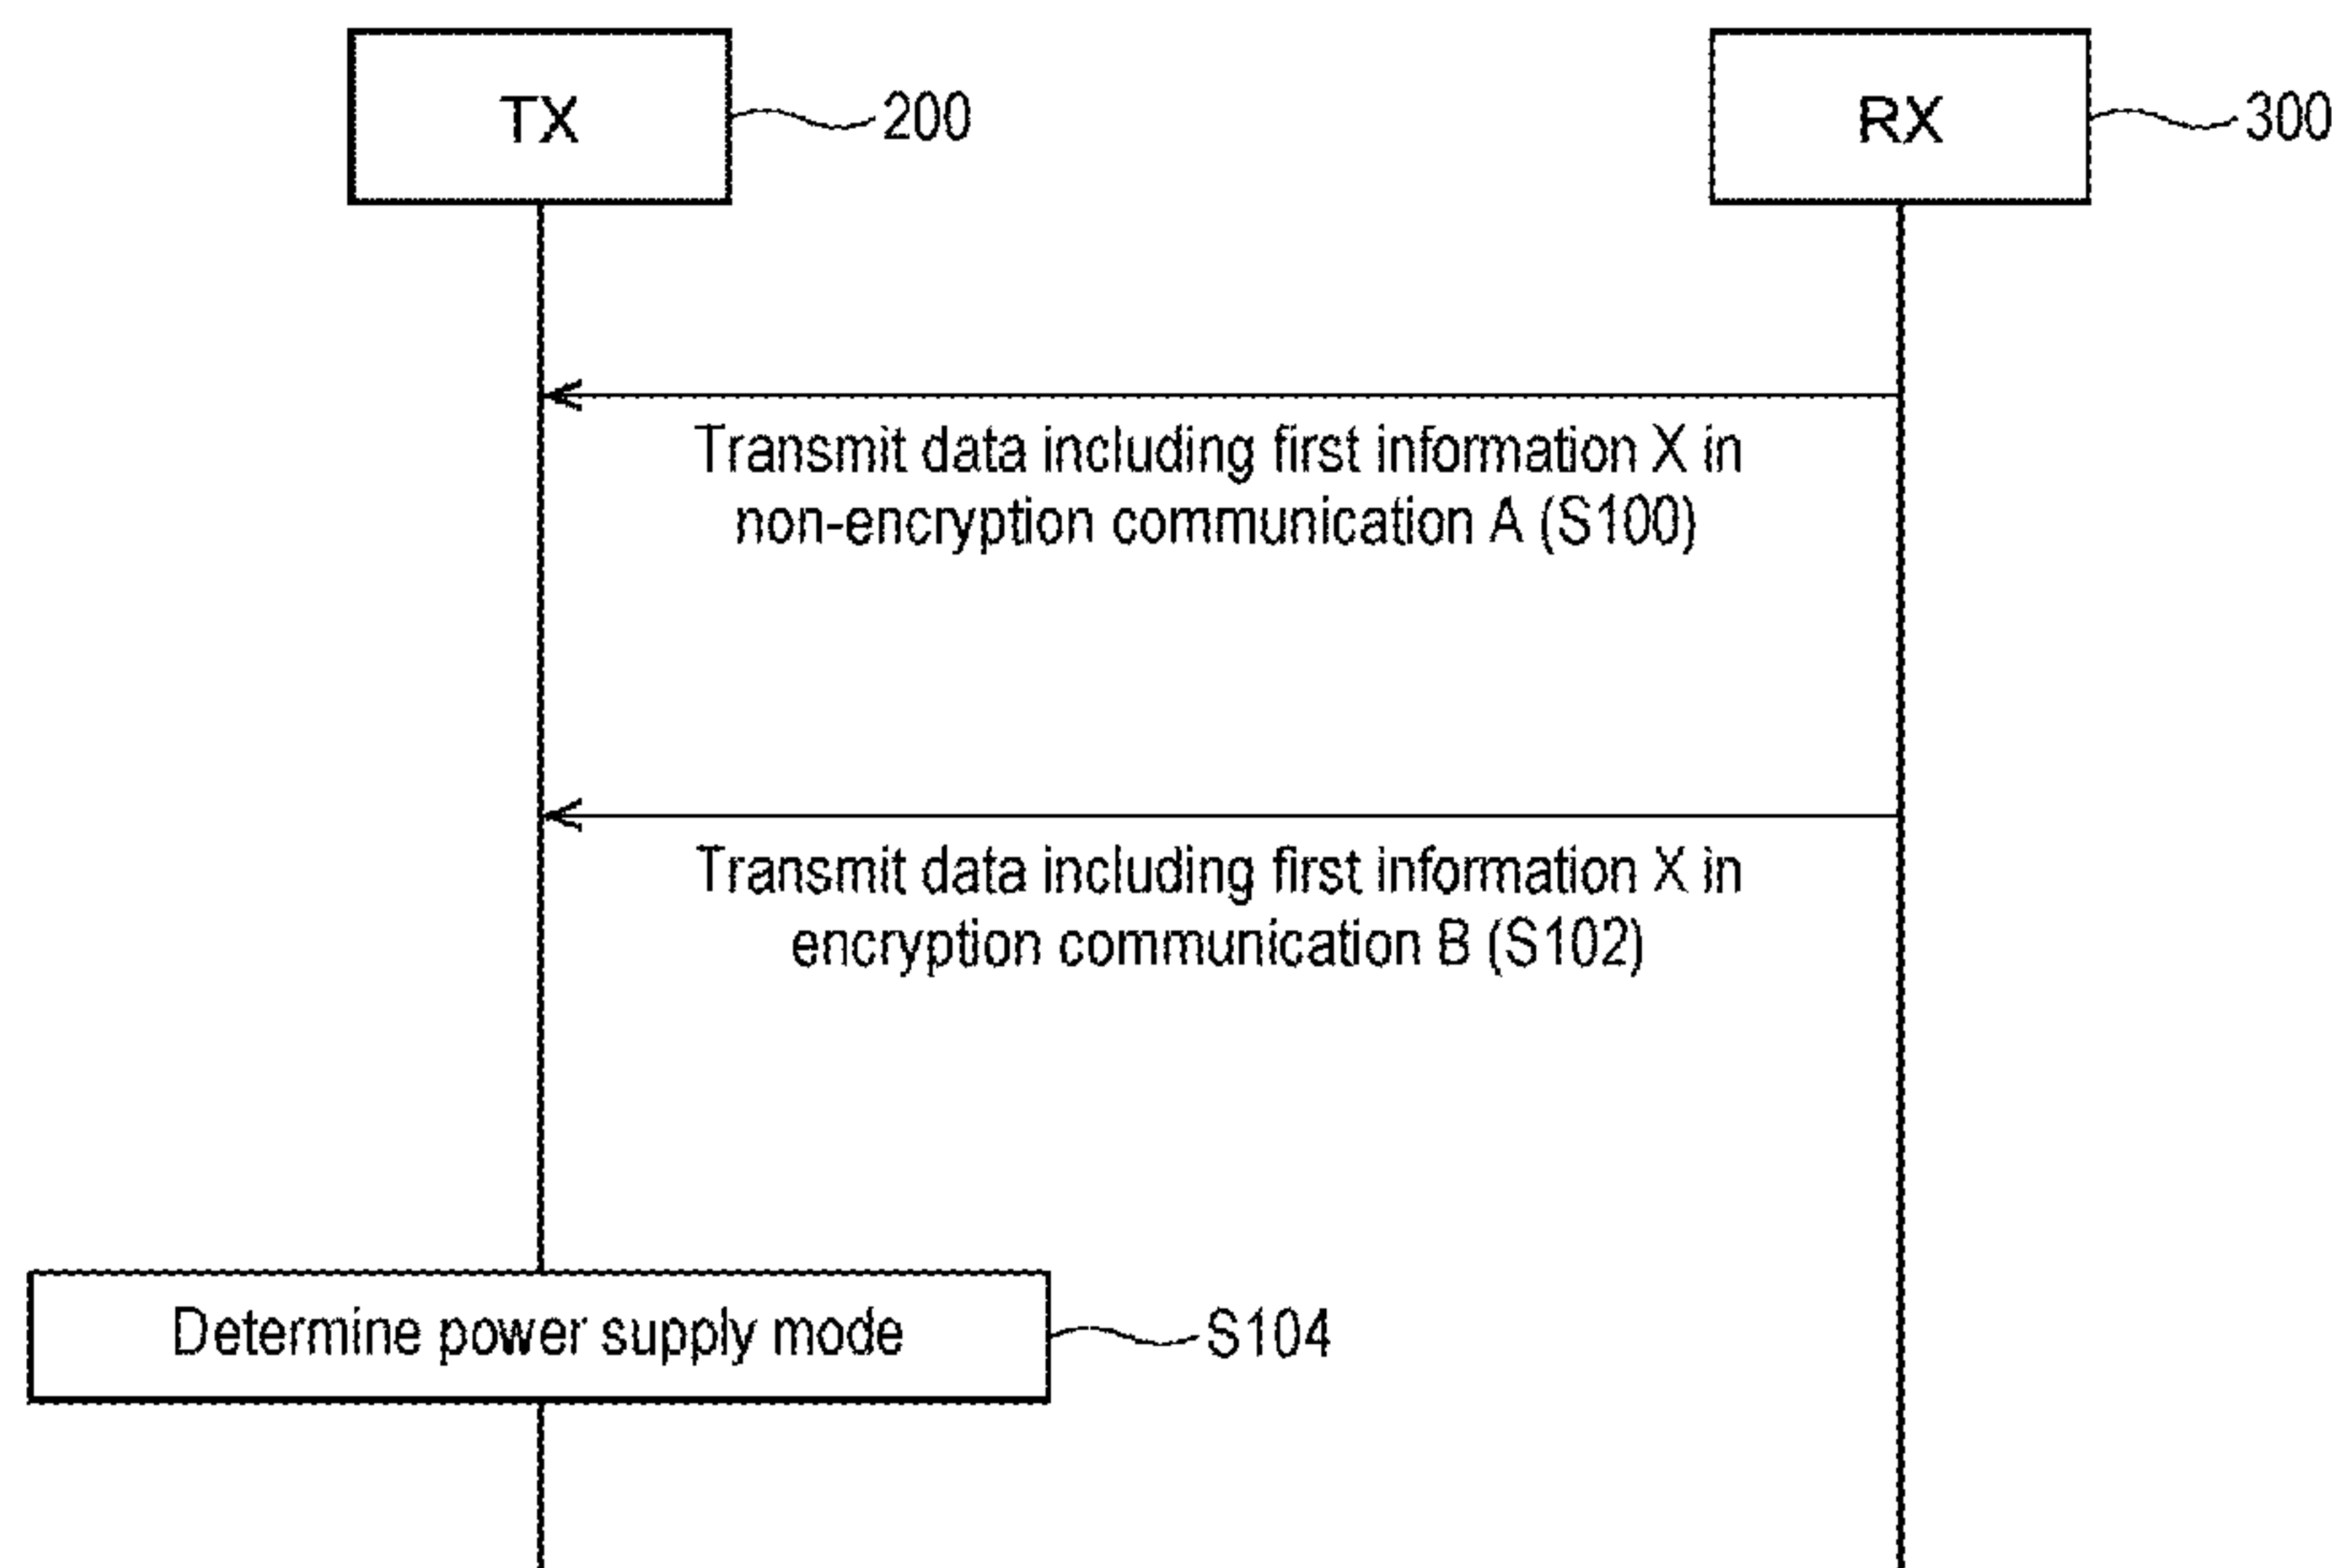 TX
200
RX
300
Transmit data including first information X in
non-encryption communication A (S100)
Transmit data including first information X in
encryption communication B (S102)
Determine power supply mode
S104